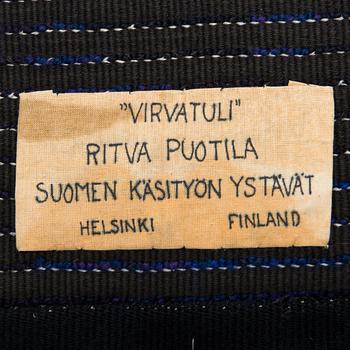 "VIRVATULI"
RITVA PUOTILA
SUOMEN KÄSITYÖN YSTÄVÄT
HELSINKI FINLAND